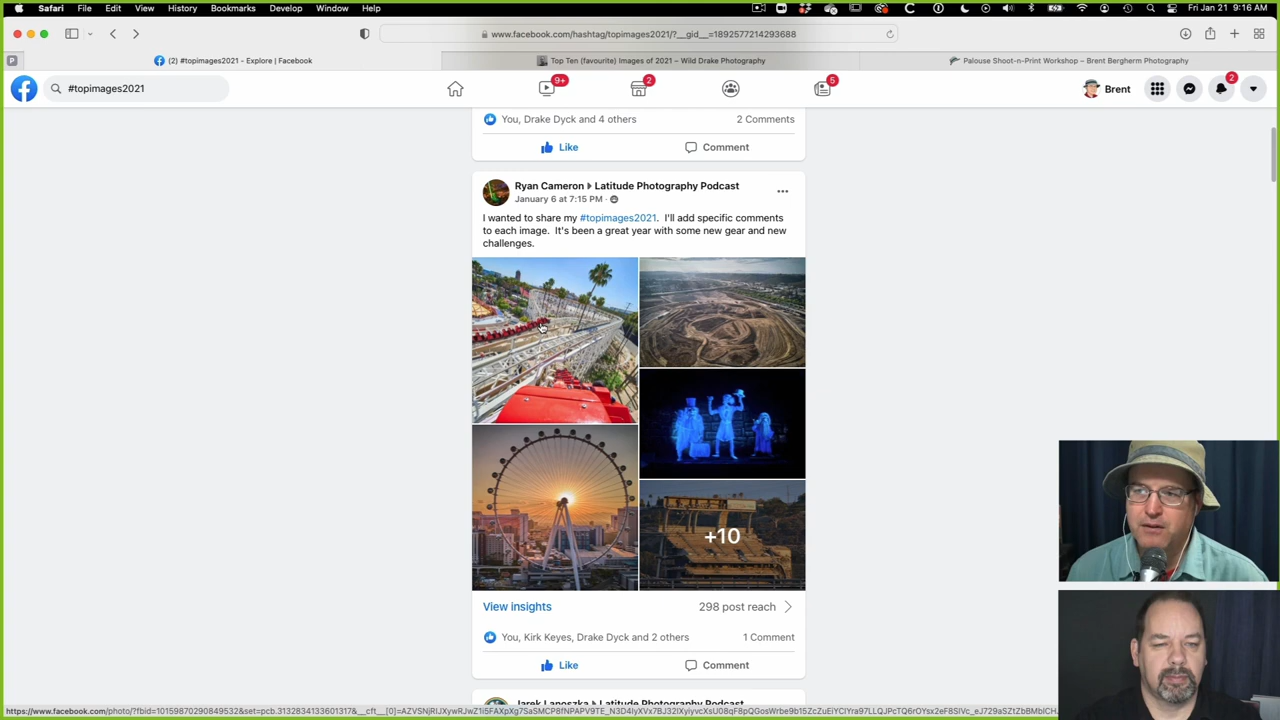 Safari File Edit View History Bookmarks Develop Window Help Fri Jan 21 9:16 AM
www.facebook.com/hashtag/topimages2021/?__gid__=1892577214293688
P (2) #topimages2021 - Explore | Facebook Top Ten (favourite) Images of 2021 – Wild Drake Photography Palouse Shoot-n-Print Workshop – Brent Bergherm Photography
#topimages2021 9+ 2 5 Brent 2
You, Drake Dyck and 4 others 2 Comments
Like Comment
Ryan Cameron Latitude Photography Podcast
January 6 at 7:15 PM ·
I wanted to share my #topimages2021. I'll add specific comments
to each image. It's been a great year with some new gear and new
challenges.
+10
View insights 298 post reach
You, Kirk Keyes, Drake Dyck and 2 others 1 Comment
Like Comment
Jarek Lanoszka Latitude Photography Podcast